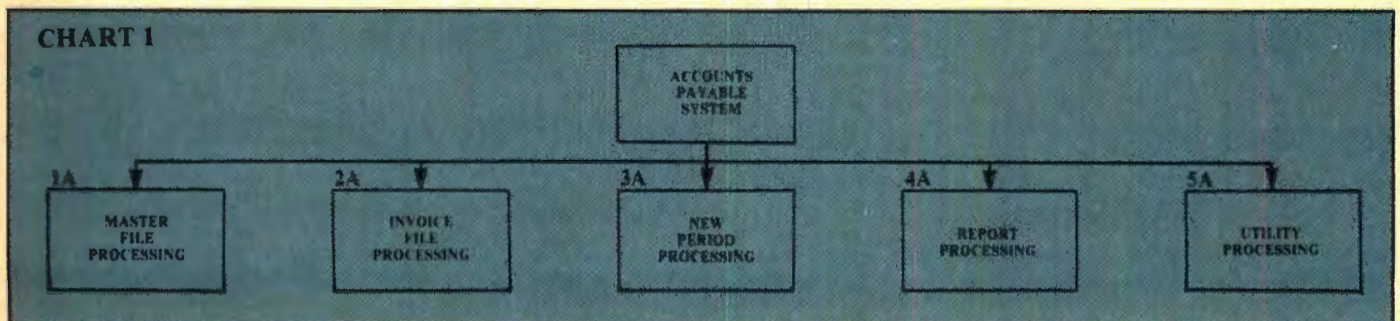 CHART 1
ACCOUNTS
PAYABLE
SYSTEM
1A
MASTER
FILE
PROCESSING
2A
INVOICE
FILE
PROCESSING
3A
NEW
PERIOD
PROCESSING
4A
REPORT
PROCESSING
5A
UTILITY
PROCESSING